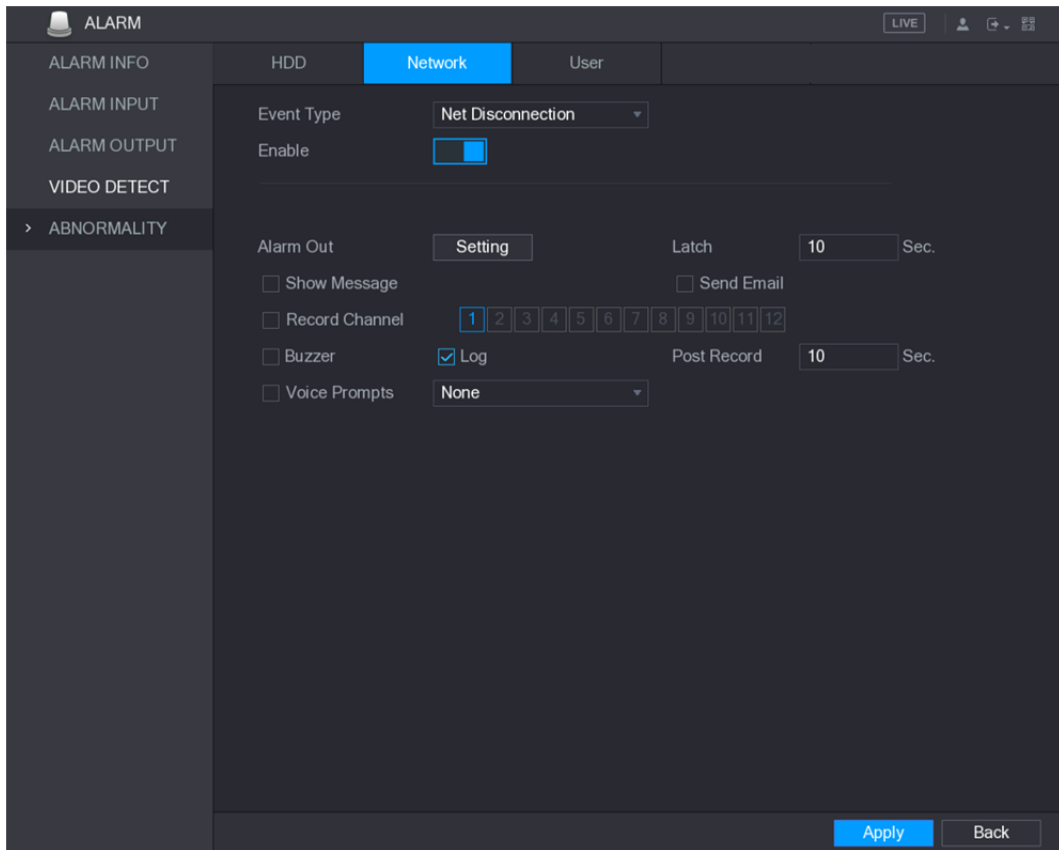 ALARM
LIVE
ALARM INFO
ALARM INPUT
ALARM OUTPUT
VIDEO DETECT
> ABNORMALITY
HDD Network User
Event Type Net Disconnection
Enable
Alarm Out Setting Latch 10 Sec.
Show Message Send Email
Record Channel 1 2 3 4 5 6 7 8 9 10 11 12
Buzzer Log Post Record 10 Sec.
Voice Prompts None
Apply Back